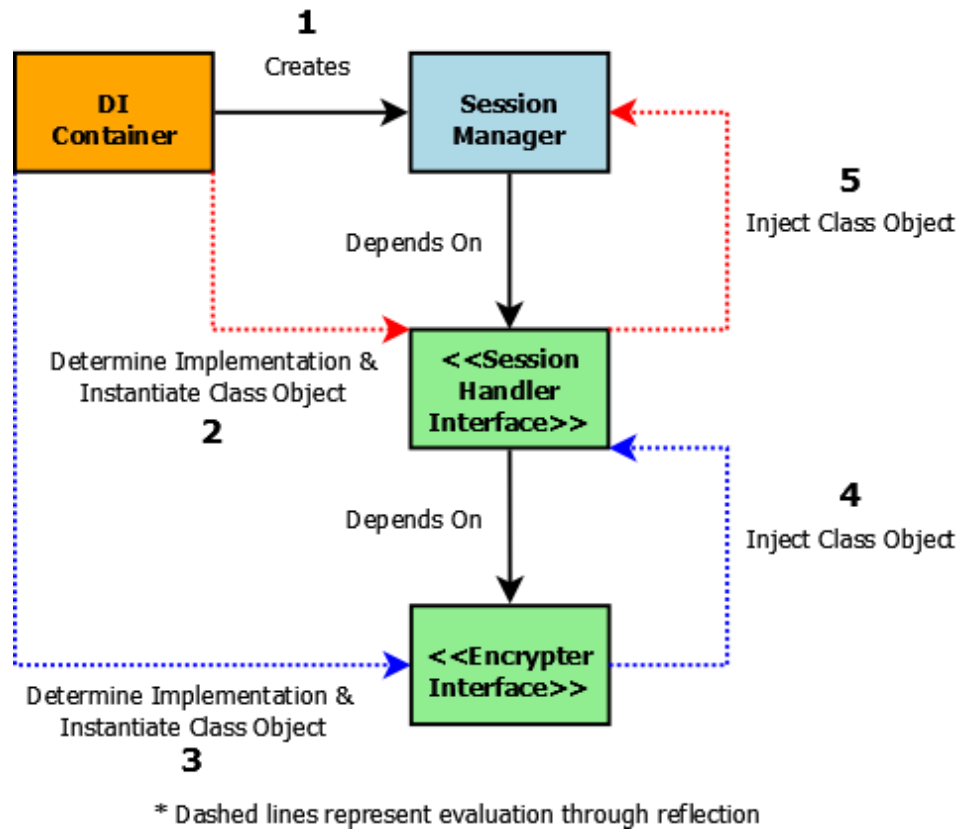 1
Creates
DI
Container
Session
Manager
5
Inject Class Object
Depends On
Determine Implementation &
Instantiate Class Object
2
<<Session
Handler
Interface>>
4
Inject Class Object
Depends On
<<Encrypter
Interface>>
Determine Implementation &
Instantiate Class Object
3
* Dashed lines represent evaluation through reflection